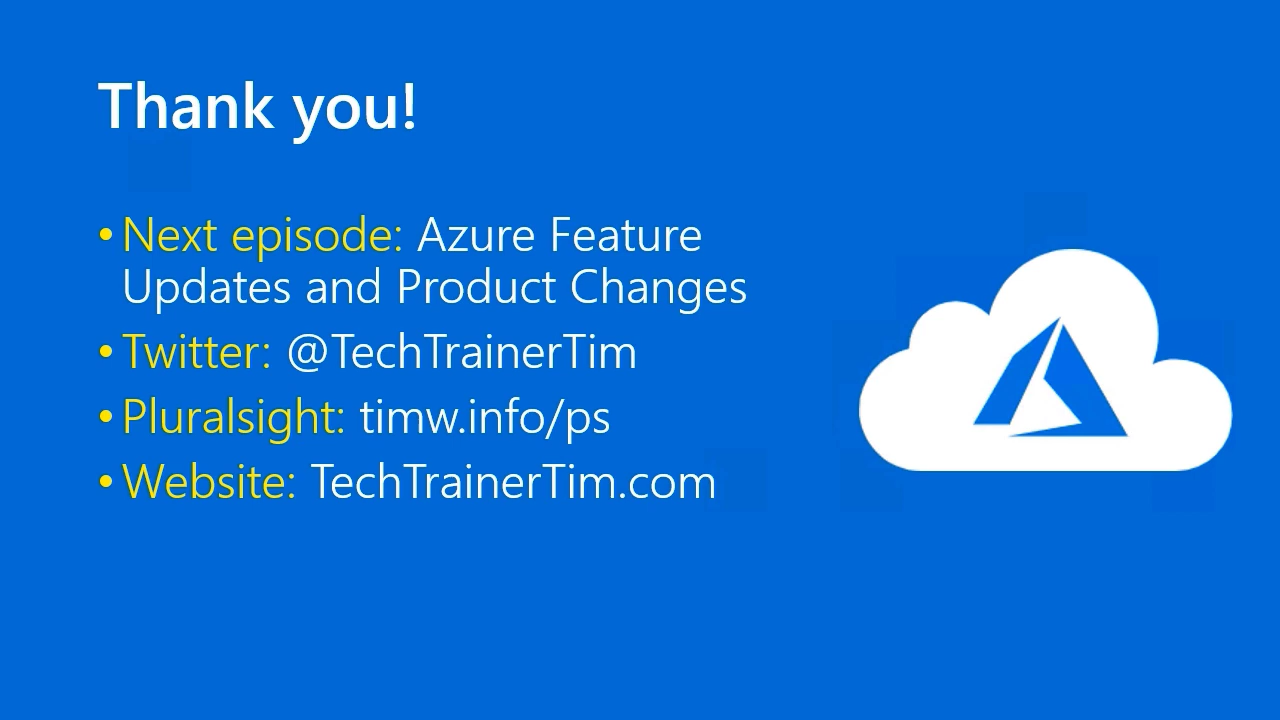 Thank you!
• Next episode: Azure Feature
Updates and Product Changes
• Twitter: @TechTrainerTim
• Pluralsight: timw.info/ps
• Website: TechTrainerTim.com